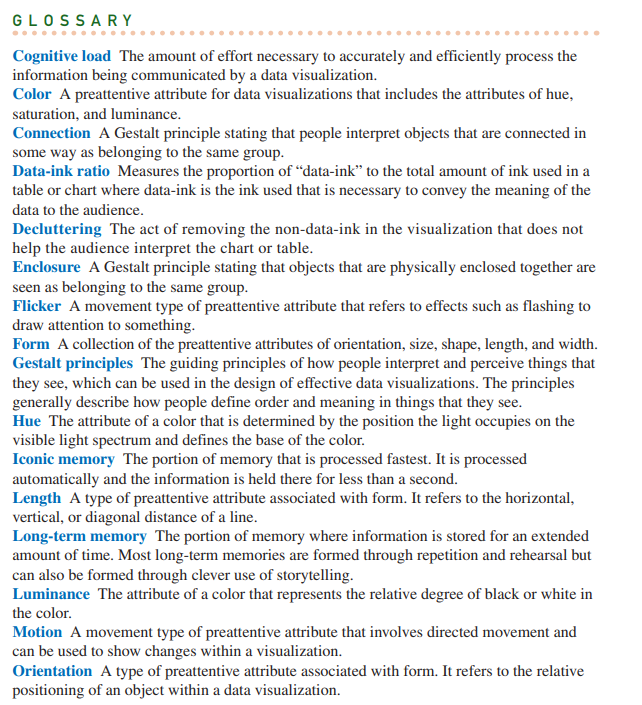 GLOSSARY
Cognitive load The amount of effort necessary to accurately and efficiently process the
information being communicated by a data visualization.
Color A preattentive attribute for data visualizations that includes the attributes of hue,
saturation, and luminance.
Connection A Gestalt principle stating that people interpret objects that are connected in
some way as belonging to the same group.
Data-ink ratio Measures the proportion of “data-ink” to the total amount of ink used in a
table or chart where data-ink is the ink used that is necessary to convey the meaning of the
data to the audience.
Decluttering The act of removing the non-data-ink in the visualization that does not
help the audience interpret the chart or table.
Enclosure A Gestalt principle stating that objects that are physically enclosed together are
seen as belonging to the same group.
Flicker A movement type of preattentive attribute that refers to effects such as flashing to
draw attention to something.
Form A collection of the preattentive attributes of orientation, size, shape, length, and width.
Gestalt principles The guiding principles of how people interpret and perceive things that
they see, which can be used in the design of effective data visualizations. The principles
generally describe how people define order and meaning in things that they see.
Hue The attribute of a color that is determined by the position the light occupies on the
visible light spectrum and defines the base of the color.
Iconic memory The portion of memory that is processed fastest. It is processed
automatically and the information is held there for less than a second.
Length A type of preattentive attribute associated with form. It refers to the horizontal,
vertical, or diagonal distance of a line.
Long-term memory The portion of memory where information is stored for an extended
amount of time. Most long-term memories are formed through repetition and rehearsal but
can also be formed through clever use of storytelling.
Luminance The attribute of a color that represents the relative degree of black or white in
the color.
Motion A movement type of preattentive attribute that involves directed movement and
can be used to show changes within a visualization.
Orientation A type of preattentive attribute associated with form. It refers to the relative
positioning of an object within a data visualization.